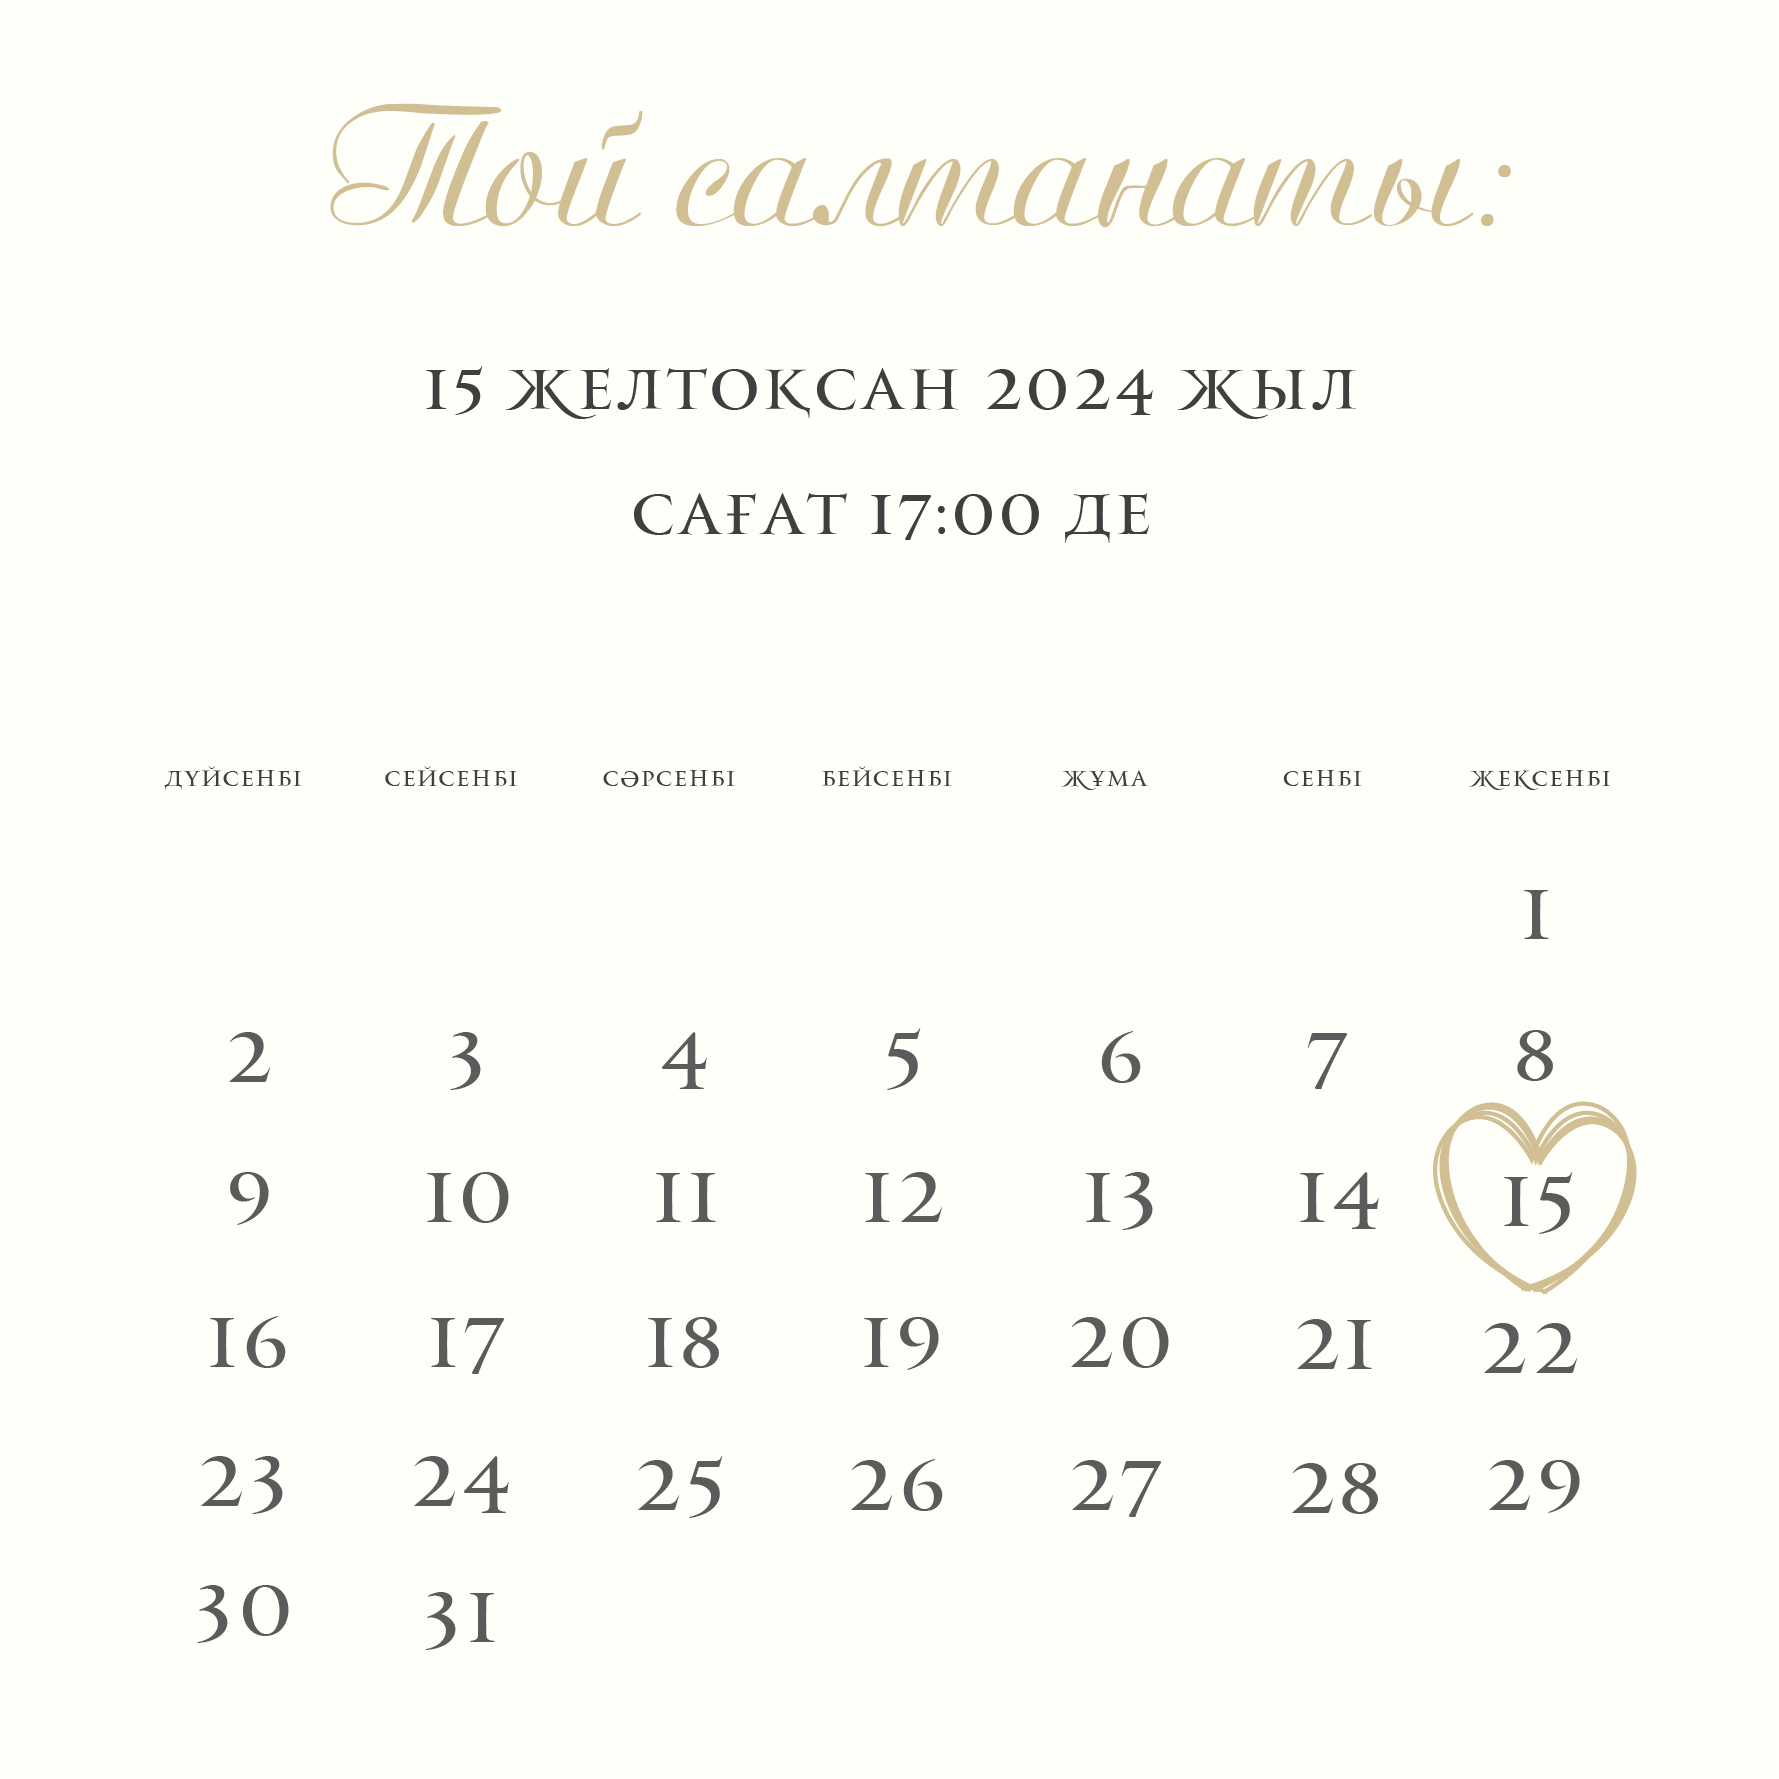 Той салтанаты:
15 ЖЕЛТОҚСАН 2024 ЖЫЛ
САҒАТ 17:00 ДЕ
ДҮЙСЕНБІ СЕЙСЕНБІ СӘРСЕНБІ БЕЙСЕНБІ ЖҰМА СЕНБІ ЖЕКСЕНБІ
1
2 3 4 5 6 7 8
9 10 11 12 13 14 15
16 17 18 19 20 21 22
23 24 25 26 27 28 29
30 31